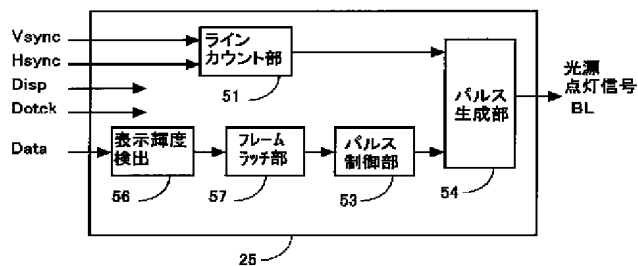 Vsync
Hsync
Disp
Dotck
Data
ライン
カウント部
51
表示輝度
検出
56
フレーム
ラッチ部
57
パルス
制御部
53
パルス
生成部
54
光源
点灯信号
BL
25